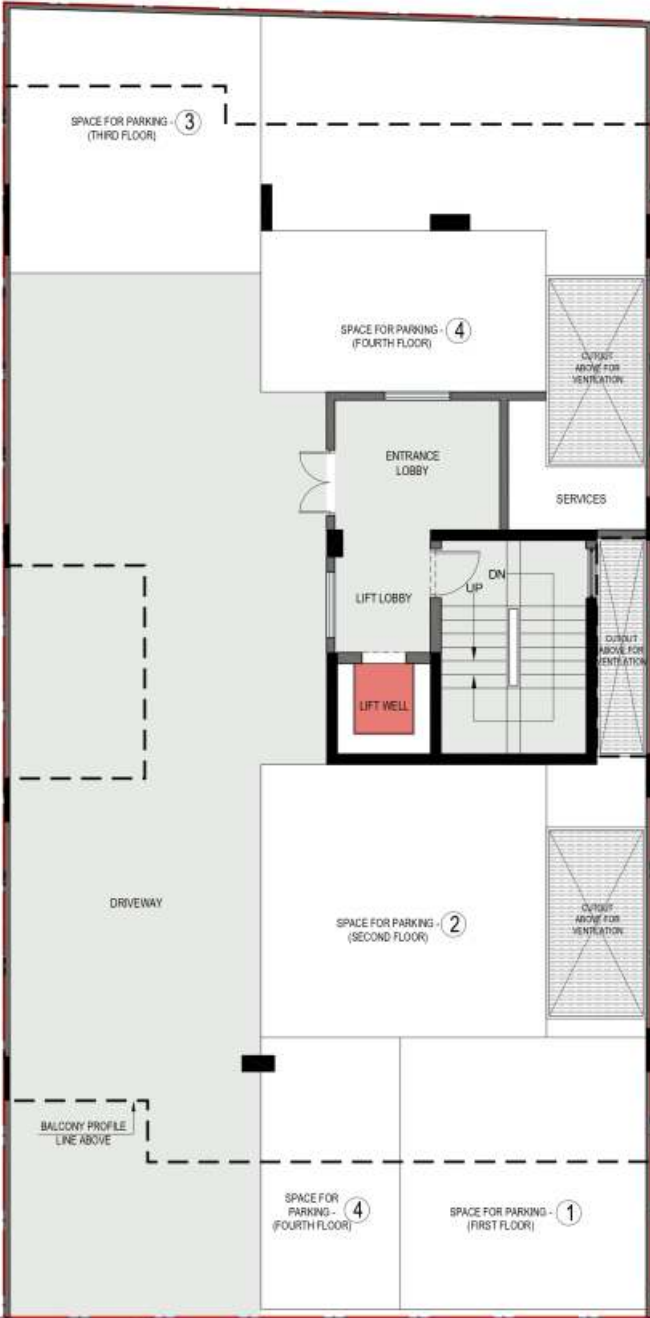 SPACE FOR PARKING - 3
(THIRD FLOOR)
SPACE FOR PARKING - 4
(FOURTH FLOOR)
CUTOUT
ABOVE FOR
VENTILATION
ENTRANCE
LOBBY
SERVICES
DN
UP
LIFT LOBBY
CUTOUT
ABOVE FOR
VENTILATION
LIFT WELL
DRIVEWAY
SPACE FOR PARKING - 2
(SECOND FLOOR)
CUTOUT
ABOVE FOR
VENTILATION
BALCONY PROFILE
LINE ABOVE
SPACE FOR
PARKING - 4
(FOURTH FLOOR)
SPACE FOR PARKING - 1
(FIRST FLOOR)